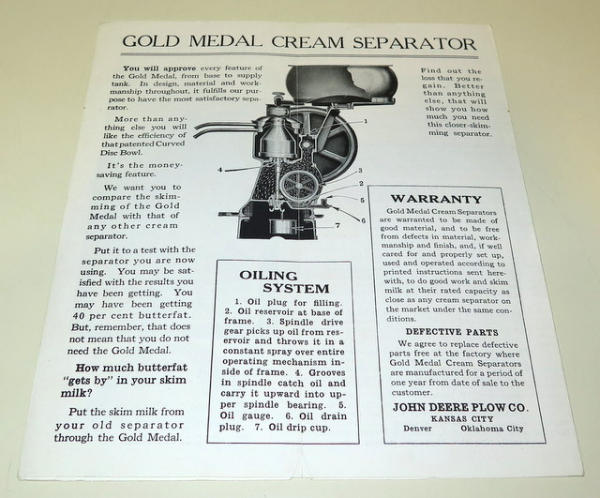 GOLD MEDAL CREAM SEPARATOR
You will approve every feature of
the Gold Medal, from base to supply
tank. In design, material and work-
manship throughout, it fulfills our pur-
pose to have the most satisfactory sepa-
rator.
More than any-
thing else you will
like the efficiency of
that patented Curved
Disc Bowl.
It's the money-
saving feature.
We want you to
compare the skim-
ming of the Gold
Medal with that of
any other cream
separator.
Put it to a test with the
separator you are now
using. You may be sat-
isfied with the results you
have been getting. You
may have been getting
40 per cent butterfat.
But, remember, that does
not mean that you do not
need the Gold Medal.
How much butterfat
"gets by" in your skim
milk?
Put the skim milk from
your old separator
through the Gold Medal.
1
4
3
2
5
6
7
Find out the
loss that you re-
gain. Better
than anything
else, that will
show you how
much you need
this closer-skim-
ming separator.
OILING
SYSTEM
1. Oil plug for filling.
2. Oil reservoir at base of
frame. 3. Spindle drive
gear picks up oil from res-
ervoir and throws it in a
constant spray over entire
operating mechanism in-
side of frame. 4. Grooves
in spindle catch oil and
carry it upward into up-
per spindle bearing. 5.
Oil gauge. 6. Oil drain
plug. 7. Oil drip cup.
WARRANTY
Gold Medal Cream Separators
are warranted to be made of
good material, and to be free
from defects in material, work-
manship and finish, and, if well
cared for and properly set up,
used and operated according to
printed instructions sent here-
with, to do good work and skim
milk at their rated capacity as
close as any cream separator on
the market under the same con-
ditions.
DEFECTIVE PARTS
We agree to replace defective
parts free at the factory where
Gold Medal Cream Separators
are manufactured for a period of
one year from date of sale to the
customer.
JOHN DEERE PLOW CO.
KANSAS CITY
Denver Oklahoma City